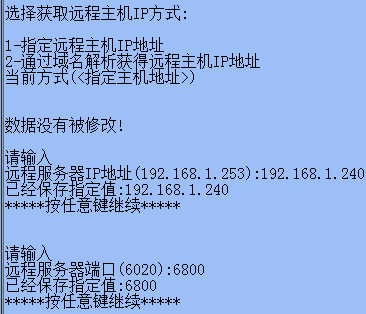 选择获取远程主机IP方式:
1-指定远程主机IP地址
2-通过域名解析获得远程主机IP地址
当前方式(<指定主机地址>)
数据没有被修改!
请输入
远程服务器IP地址(192.168.1.253):192.168.1.240
已经保存指定值:192.168.1.240
*****按任意键继续*****
请输入
远程服务器端口(6020):6800
已经保存指定值:6800
*****按任意键继续*****